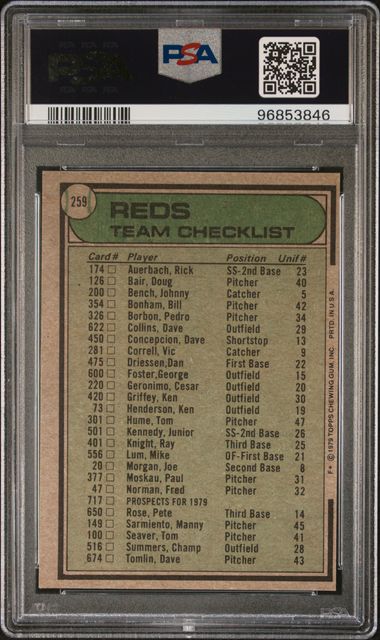 PSA
96853846
259
REDS
TEAM CHECKLIST
Card# Player Position Unif#
174 Auerbach, Rick SS-2nd Base 23
126 Bair, Doug Pitcher 40
200 Bench, Johnny Catcher 5
354 Bonham, Bill Pitcher 42
326 Borbon, Pedro Pitcher 34
622 Collins, Dave Outfield 29
450 Concepcion, Dave Shortstop 13
281 Correll, Vic Catcher 9
475 Driessen, Dan First Base 22
600 Foster, George Outfield 15
220 Geronimo, Cesar Outfield 20
420 Griffey, Ken Outfield 30
73 Henderson, Ken Outfield 19
301 Hume, Tom Pitcher 47
501 Kennedy, Junior SS-2nd Base 26
401 Knight, Ray Third Base 25
556 Lum, Mike OF-First Base 21
20 Morgan, Joe Second Base 8
377 Moskau, Paul Pitcher 31
47 Norman, Fred Pitcher 32
717 PROSPECTS FOR 1979
650 Rose, Pete Third Base 14
149 Sarmiento, Manny Pitcher 45
100 Seaver, Tom Pitcher 41
516 Summers, Champ Outfield 28
674 Tomlin, Dave Pitcher 43
F* © 1979 TOPPS CHEWING GUM, INC. PRTD. IN U.S.A.